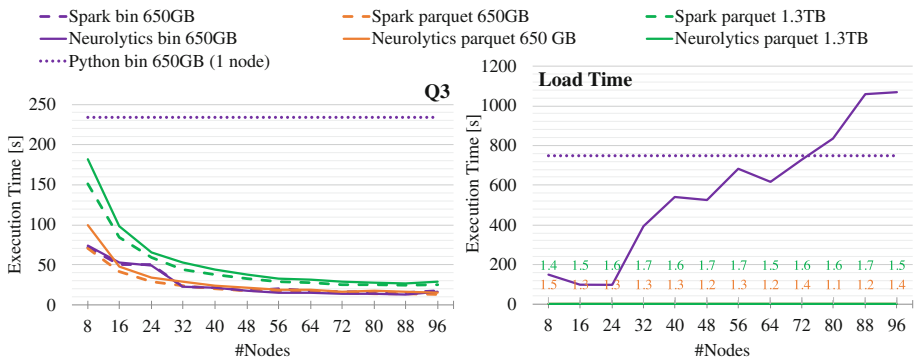 Spark bin 650GB Spark parquet 650GB Spark parquet 1.3TB
Neurolytics bin 650GB Neurolytics parquet 650 GB Neurolytics parquet 1.3TB
Python bin 650GB (1 node)
Q3
Execution Time [s]
250
200
150
100
50
0
8 16 24 32 40 48 56 64 72 80 88 96
#Nodes
Load Time
Execution Time [s]
1200
1000
800
600
400
200
0
1.4 1.5 1.6 1.7 1.6 1.7 1.7 1.5 1.6 1.7 1.7 1.5
1.5 1.3 1.3 1.3 1.3 1.2 1.3 1.2 1.4 1.1 1.2 1.4
8 16 24 32 40 48 56 64 72 80 88 96
#Nodes